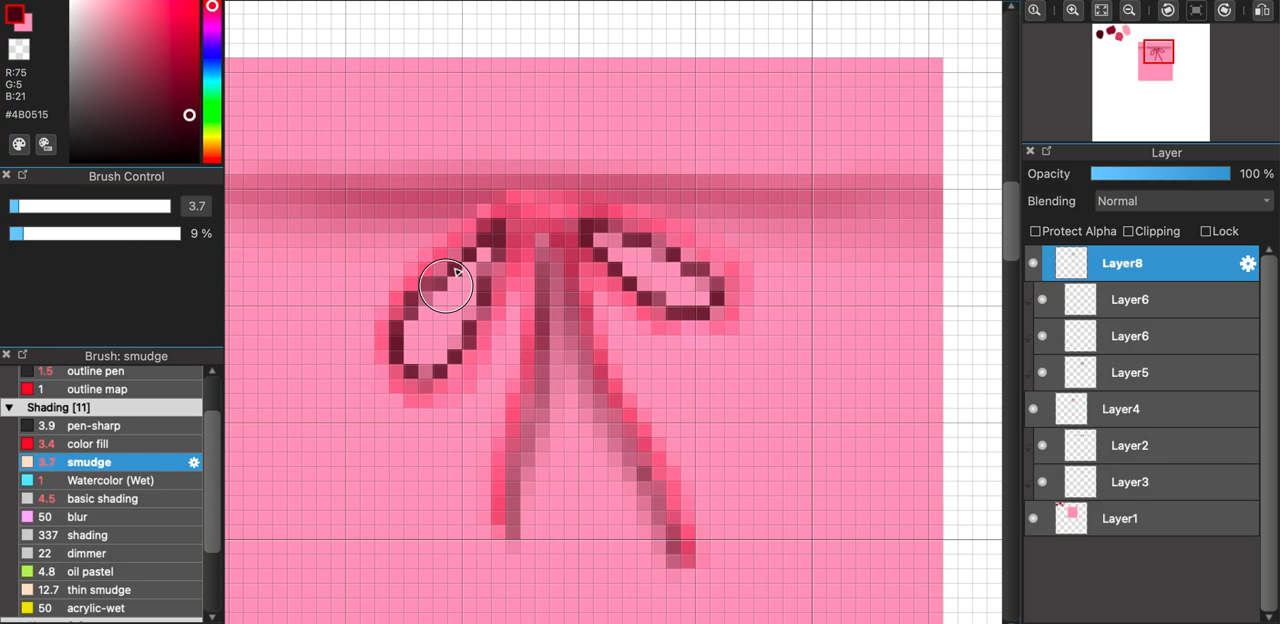 R:75
G:5
B:21
#4B0515
Brush Control
3.7
9 %
Brush: smudge
1.5 outline pen
1 outline map
Shading [11]
3.9 pen-sharp
3.4 color fill
3.7 smudge
1 Watercolor (Wet)
4.5 basic shading
50 blur
337 shading
22 dimmer
4.8 oil pastel
12.7 thin smudge
50 acrylic-wet
Layer
Opacity 100 %
Blending Normal
Protect Alpha Clipping Lock
Layer8
Layer6
Layer6
Layer5
Layer4
Layer2
Layer3
Layer1